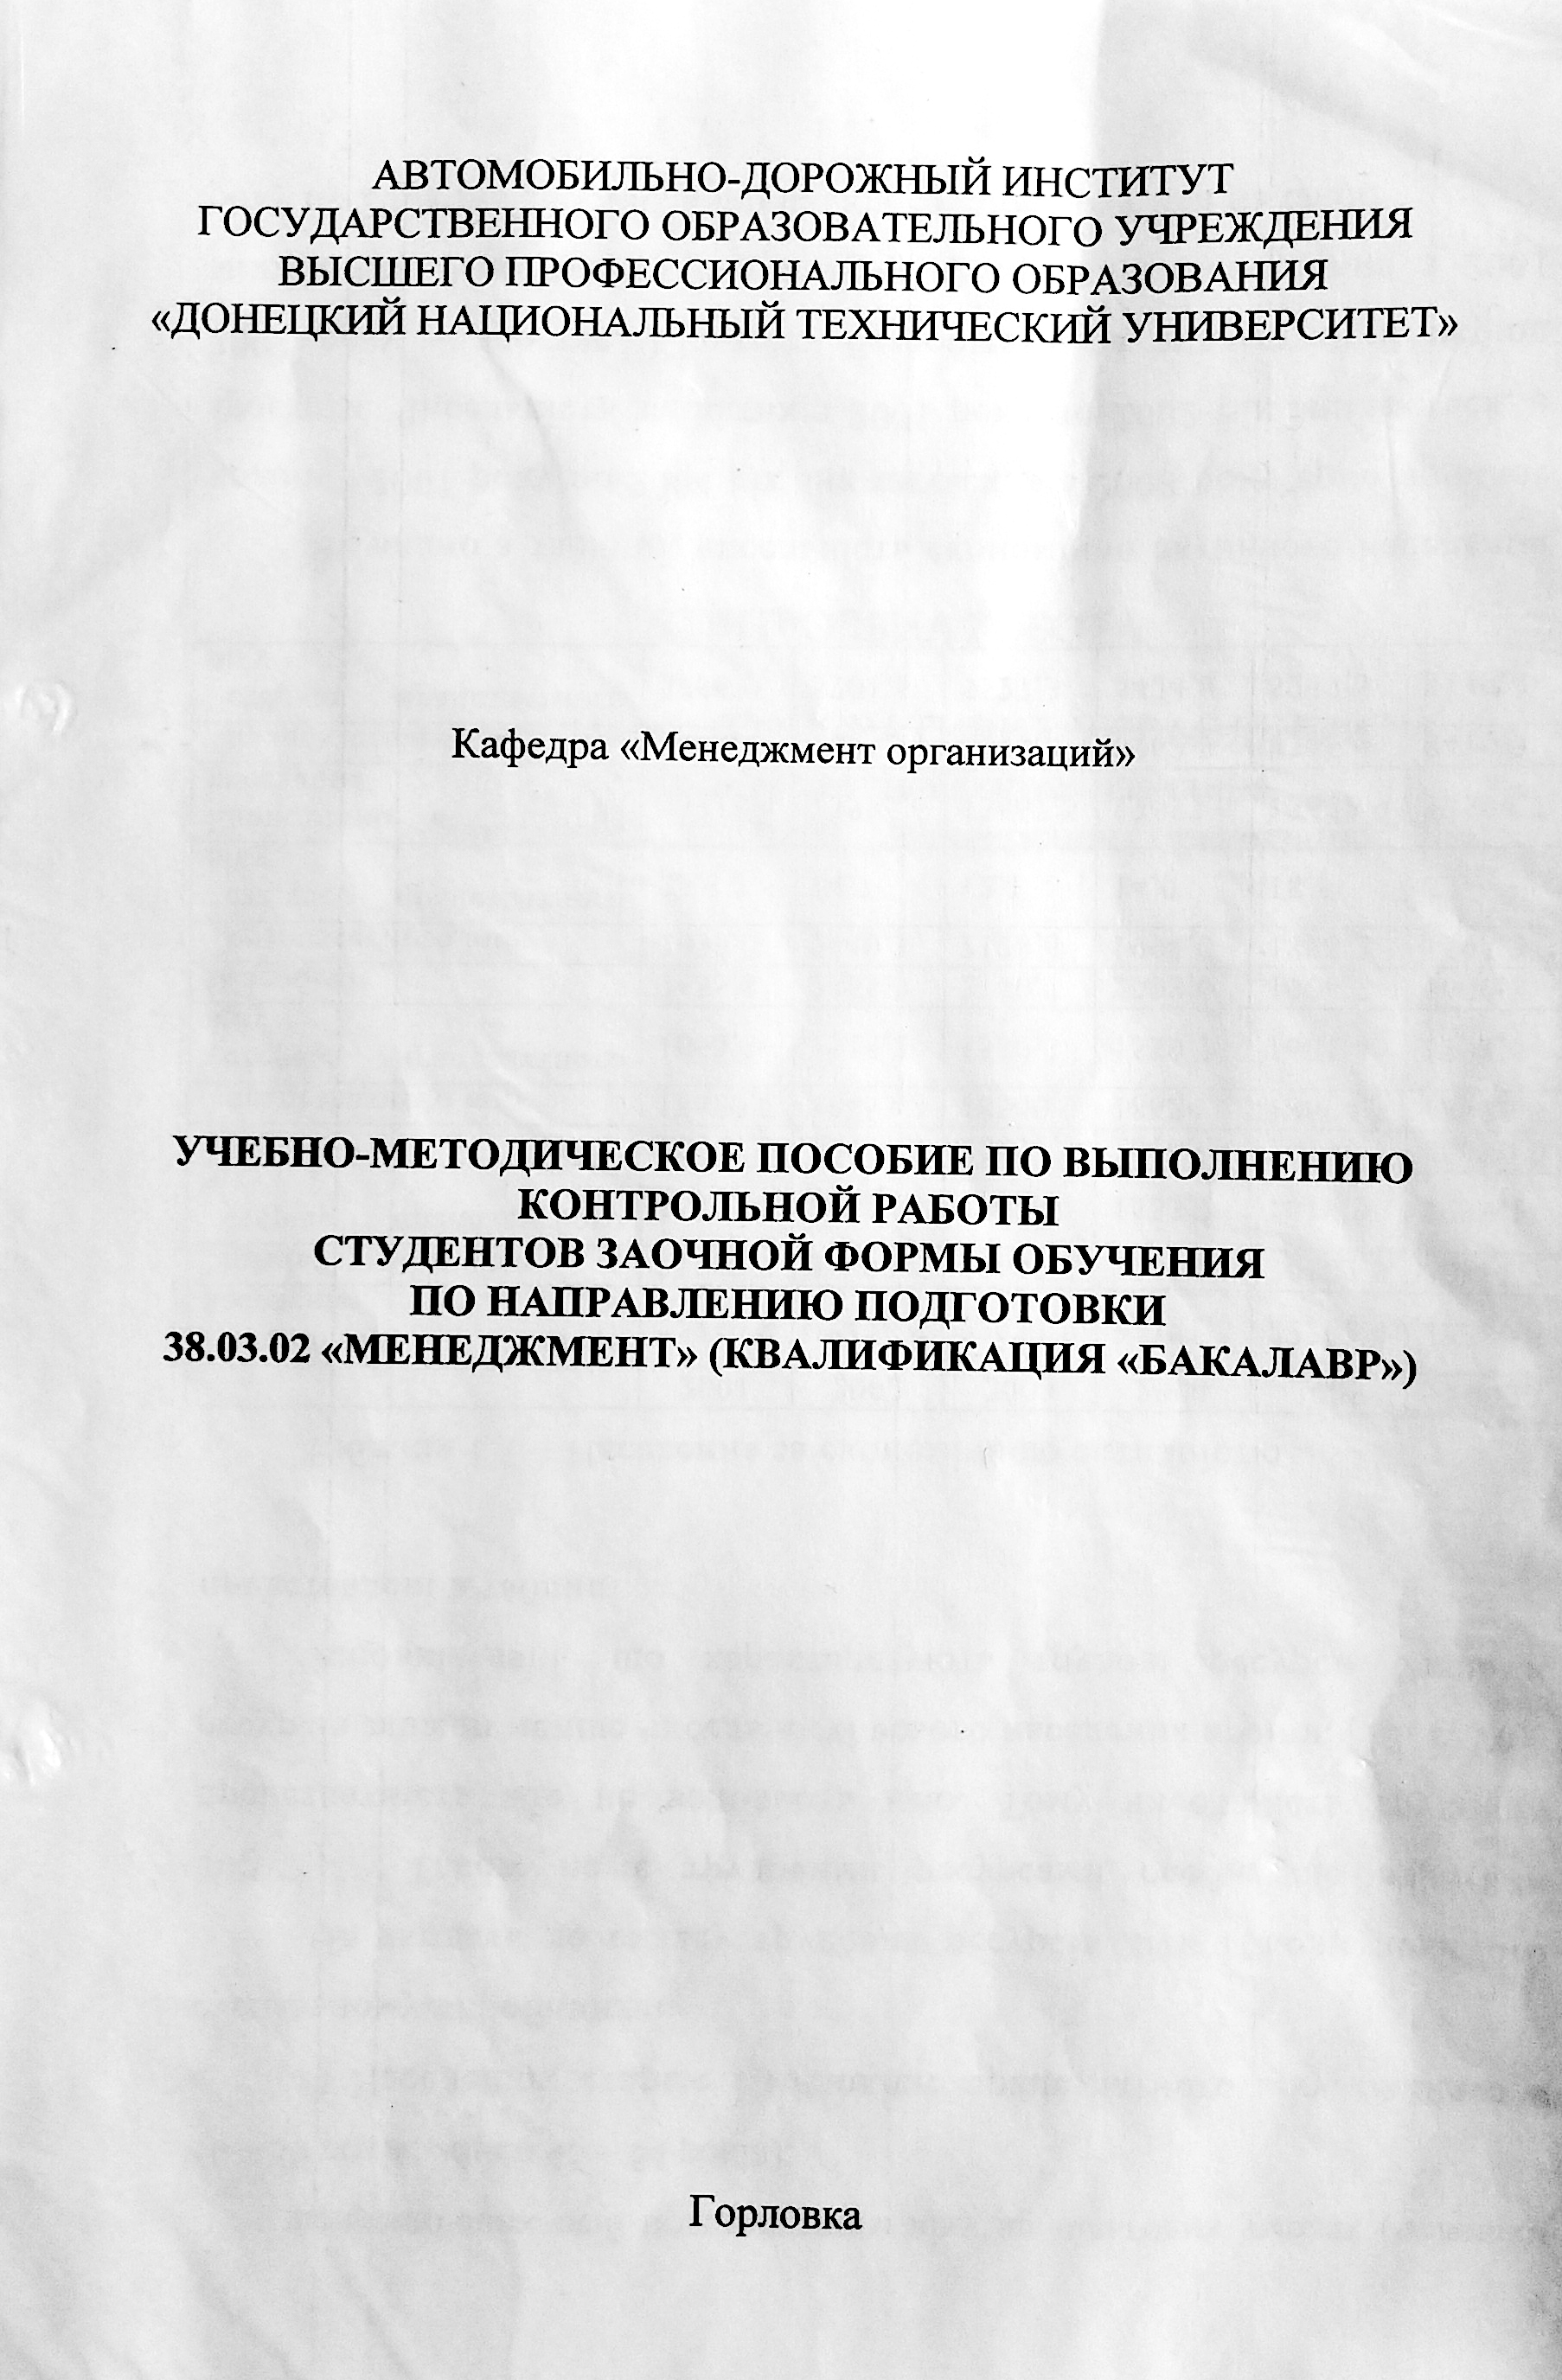 АВТОМОБИЛЬНО-ДОРОЖНЫЙ ИНСТИТУТ
ГОСУДАРСТВЕННОГО ОБРАЗОВАТЕЛЬНОГО УЧРЕЖДЕНИЯ
ВЫСШЕГО ПРОФЕССИОНАЛЬНОГО ОБРАЗОВАНИЯ
«ДОНЕЦКИЙ НАЦИОНАЛЬНЫЙ ТЕХНИЧЕСКИЙ УНИВЕРСИТЕТ»
Кафедра «Менеджмент организаций»
УЧЕБНО-МЕТОДИЧЕСКОЕ ПОСОБИЕ ПО ВЫПОЛНЕНИЮ
КОНТРОЛЬНОЙ РАБОТЫ
СТУДЕНТОВ ЗАОЧНОЙ ФОРМЫ ОБУЧЕНИЯ
ПО НАПРАВЛЕНИЮ ПОДГОТОВКИ
38.03.02 «МЕНЕДЖМЕНТ» (КВАЛИФИКАЦИЯ «БАКАЛАВР»)
Горловка